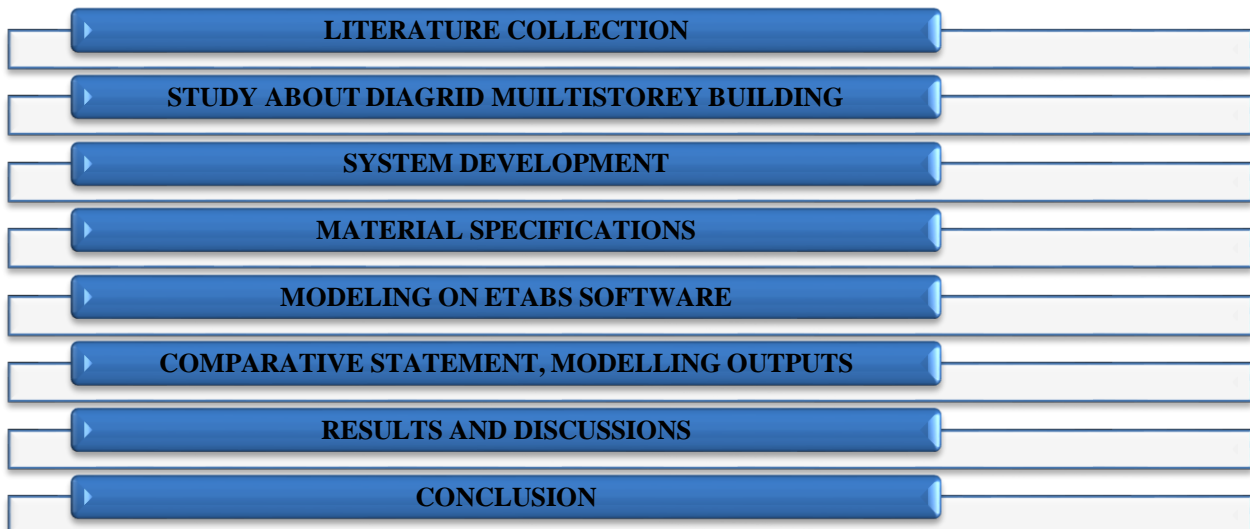 LITERATURE COLLECTION
STUDY ABOUT DIAGRID MUILTISTOREY BUILDING
SYSTEM DEVELOPMENT
MATERIAL SPECIFICATIONS
MODELING ON ETABS SOFTWARE
COMPARATIVE STATEMENT, MODELLING OUTPUTS
RESULTS AND DISCUSSIONS
CONCLUSION